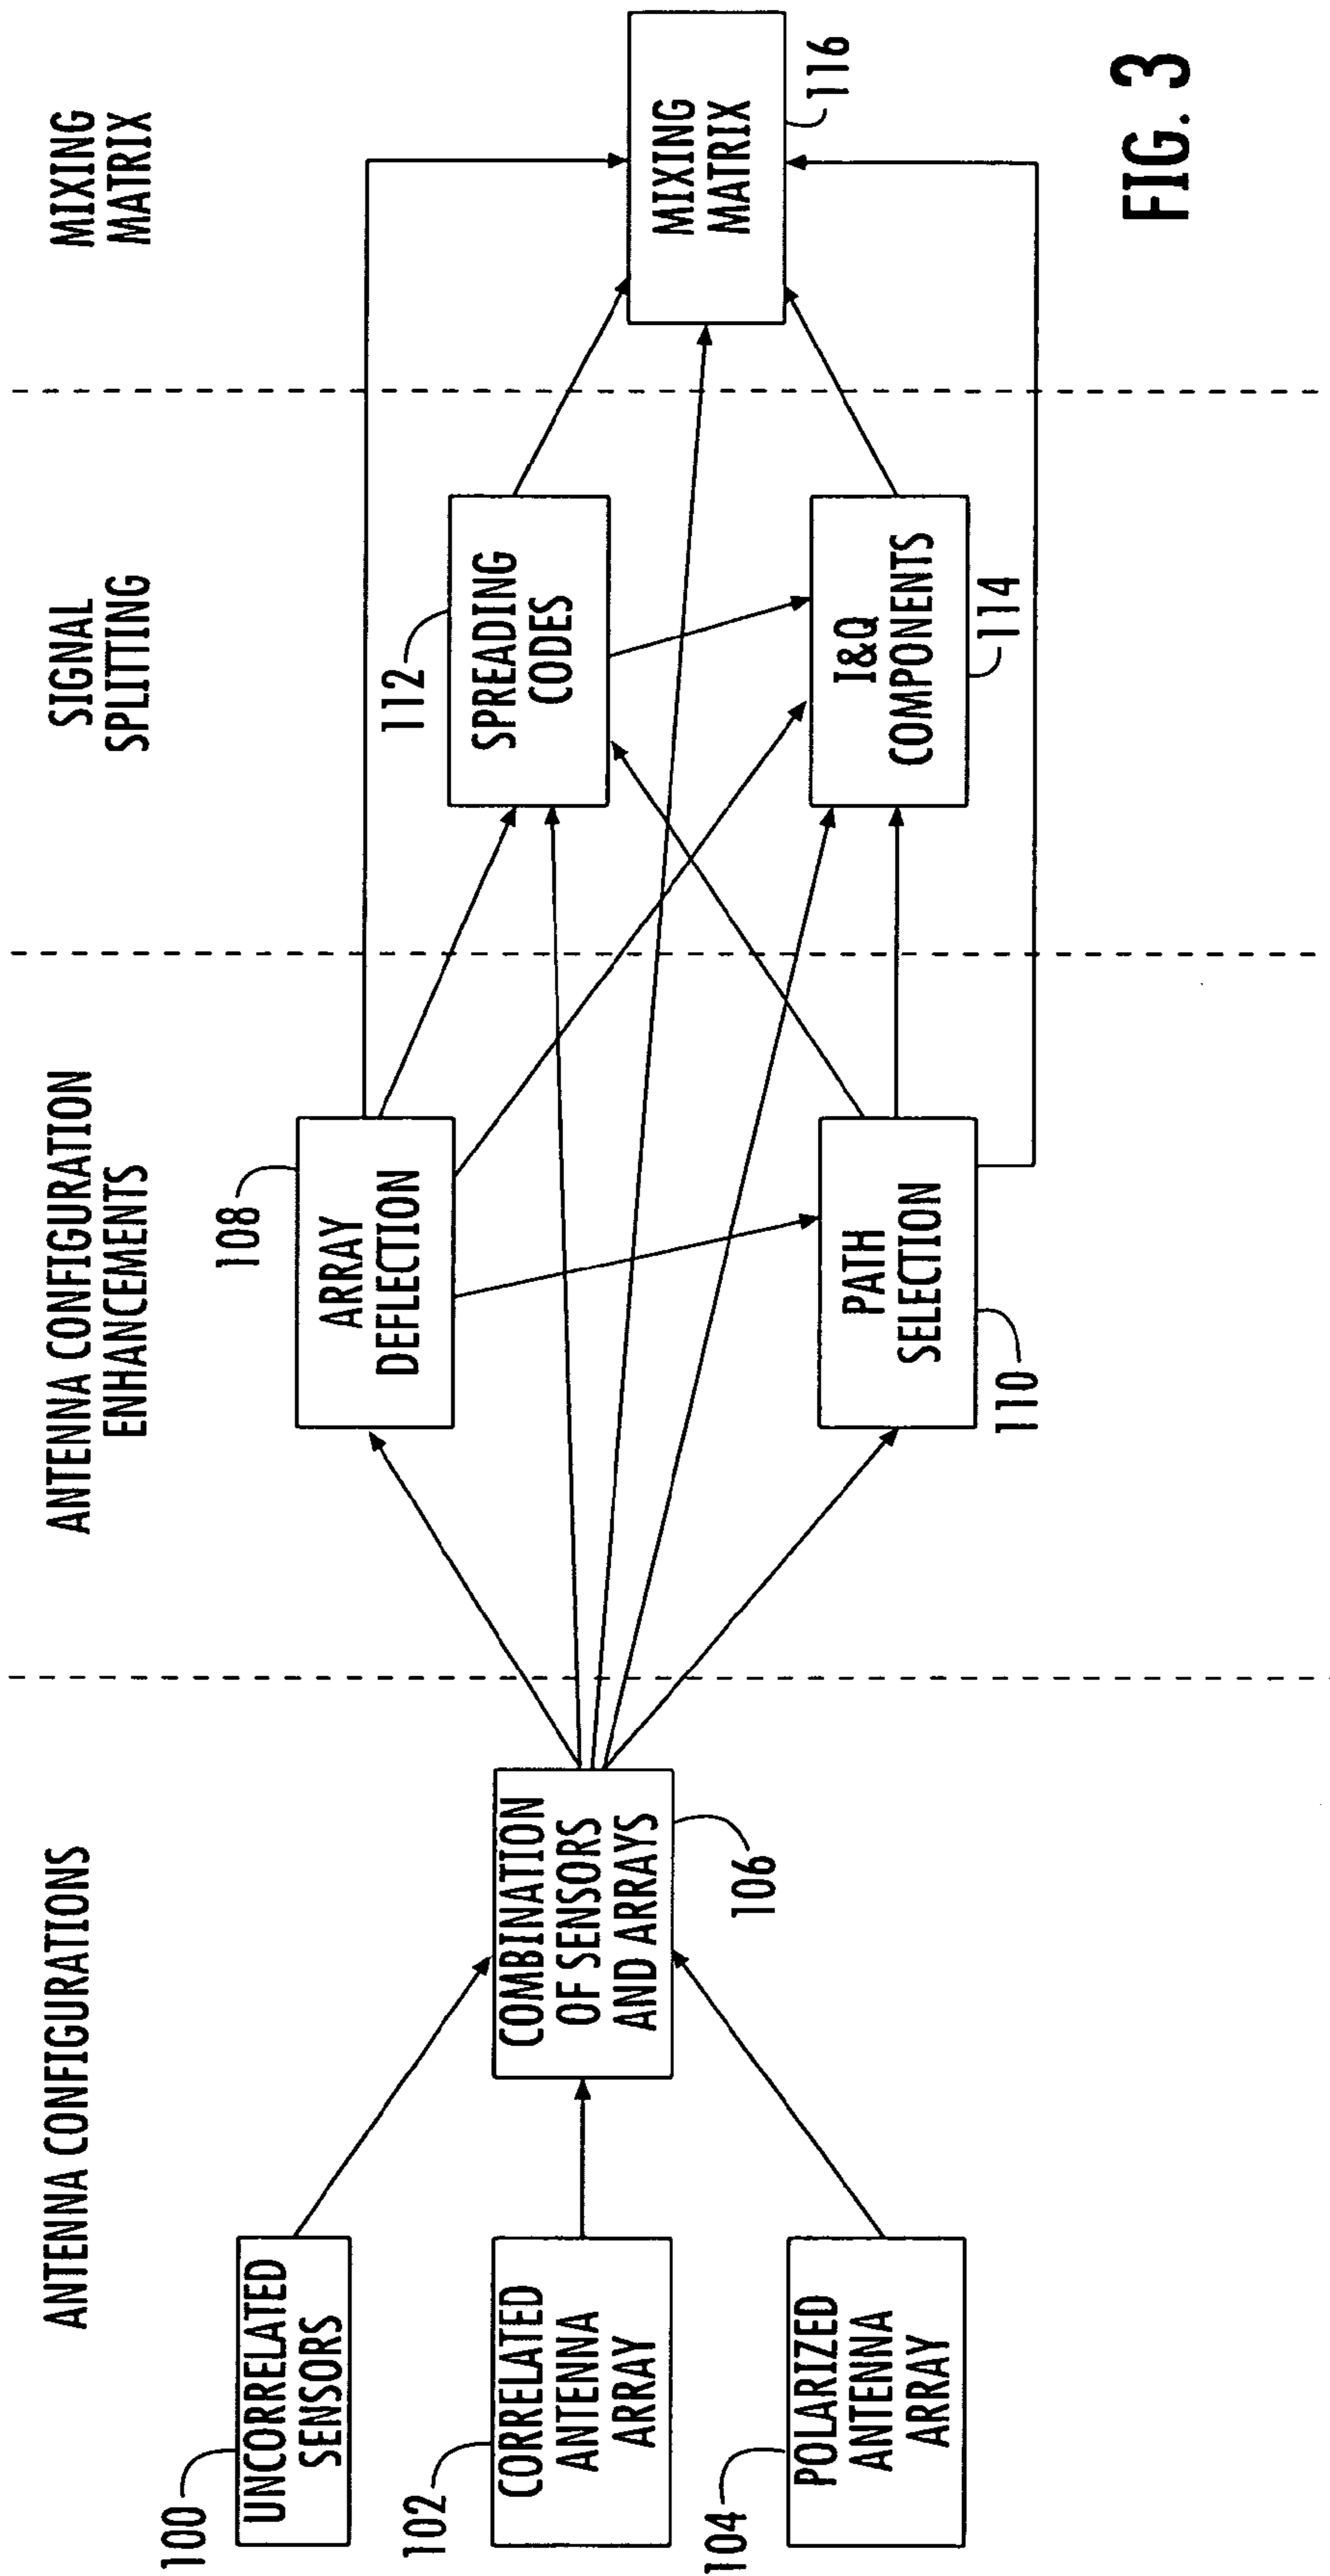 ANTENNA CONFIGURATIONS
ANTENNA CONFIGURATION
ENHANCEMENTS
SIGNAL
SPLITTING
MIXING
MATRIX
100
UNCORRELATED
SENSORS
102
CORRELATED
ANTENNA
ARRAY
104
POLARIZED
ANTENNA
ARRAY
COMBINATION
OF SENSORS
AND ARRAYS
106
108
ARRAY
DEFLECTION
PATH
SELECTION
110
112
SPREADING
CODES
I&Q
COMPONENTS
114
MIXING
MATRIX
116
FIG. 3